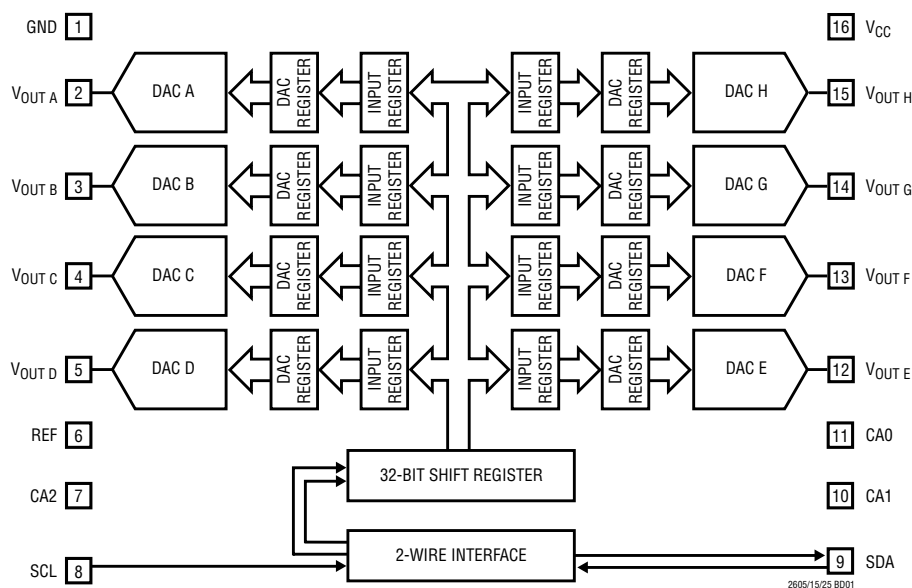 GND 1
16 VCC
VOUT A 2 DAC A DAC REGISTER INPUT REGISTER INPUT REGISTER DAC REGISTER DAC H 15 VOUT H
VOUT B 3 DAC B DAC REGISTER INPUT REGISTER INPUT REGISTER DAC REGISTER DAC G 14 VOUT G
VOUT C 4 DAC C DAC REGISTER INPUT REGISTER INPUT REGISTER DAC REGISTER DAC F 13 VOUT F
VOUT D 5 DAC D DAC REGISTER INPUT REGISTER INPUT REGISTER DAC REGISTER DAC E 12 VOUT E
REF 6
11 CA0
32-BIT SHIFT REGISTER
CA2 7
10 CA1
2-WIRE INTERFACE
SCL 8
9 SDA
2605/15/25 BD01